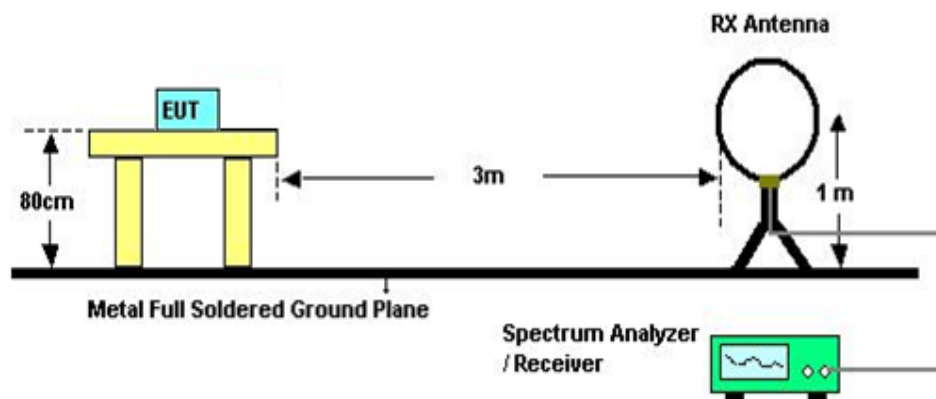 RX Antenna
EUT
80cm
3m
1 m
Metal Full Soldered Ground Plane
Spectrum Analyzer
/ Receiver